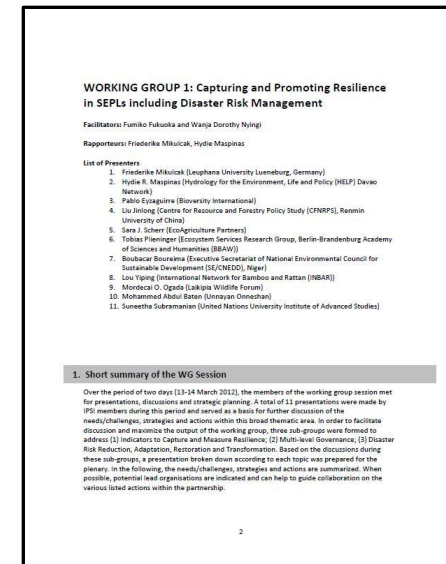 WORKING GROUP 1: Capturing and Promoting Resilience
in SEPLs including Disaster Risk Management
Facilitators: Fumiko Fukuoka and Wanja Dorothy Nyingi
Rapporteurs: Friederike Mikulcak, Hydie Maspinas
List of Presenters
1. Friederike Mikulcak (Leuphana University Lueneburg, Germany)
2. Hydie R. Maspinas (Hydrology for the Environment, Life and Policy (HELP) Davao
Network)
3. Pablo Eyzaguirre (Bioversity International)
4. Liu Jinlong (Centre for Resource and Forestry Policy Study (CFNRPS), Renmin
University of China)
5. Sara J. Scherr (EcoAgriculture Partners)
6. Tobias Plieninger (Ecosystem Services Research Group, Berlin-Brandenburg Academy
of Sciences and Humanities (BBAW))
7. Boubacar Boureima (Executive Secretariat of National Environmental Council for
Sustainable Development (SE/CNEDD), Niger)
8. Lou Yiping (International Network for Bamboo and Rattan (INBAR))
9. Mordecai O. Ogada (Laikipia Wildlife Forum)
10. Mohammed Abdul Baten (Unnayan Onneshan)
11. Suneetha Subramanian (United Nations University Institute of Advanced Studies)
1. Short summary of the WG Session
Over the period of two days (13-14 March 2012), the members of the working group session met
for presentations, discussions and strategic planning. A total of 11 presentations were made by
IPSI members during this period and served as a basis for further discussion of the
needs/challenges, strategies and actions within this broad thematic area. In order to facilitate
discussion and maximize the output of the working group, three sub-groups were formed to
address (1) Indicators to Capture and Measure Resilience; (2) Multi-level Governance; (3) Disaster
Risk Reduction, Adaptation, Restoration and Transformation. Based on the discussions during
these sub-groups, a presentation broken down according to each topic was prepared for the
plenary. In the following, the needs/challenges, strategies and actions are summarized. When
possible, potential lead organisations are indicated and can help to guide collaboration on the
various listed actions within the partnership.
2